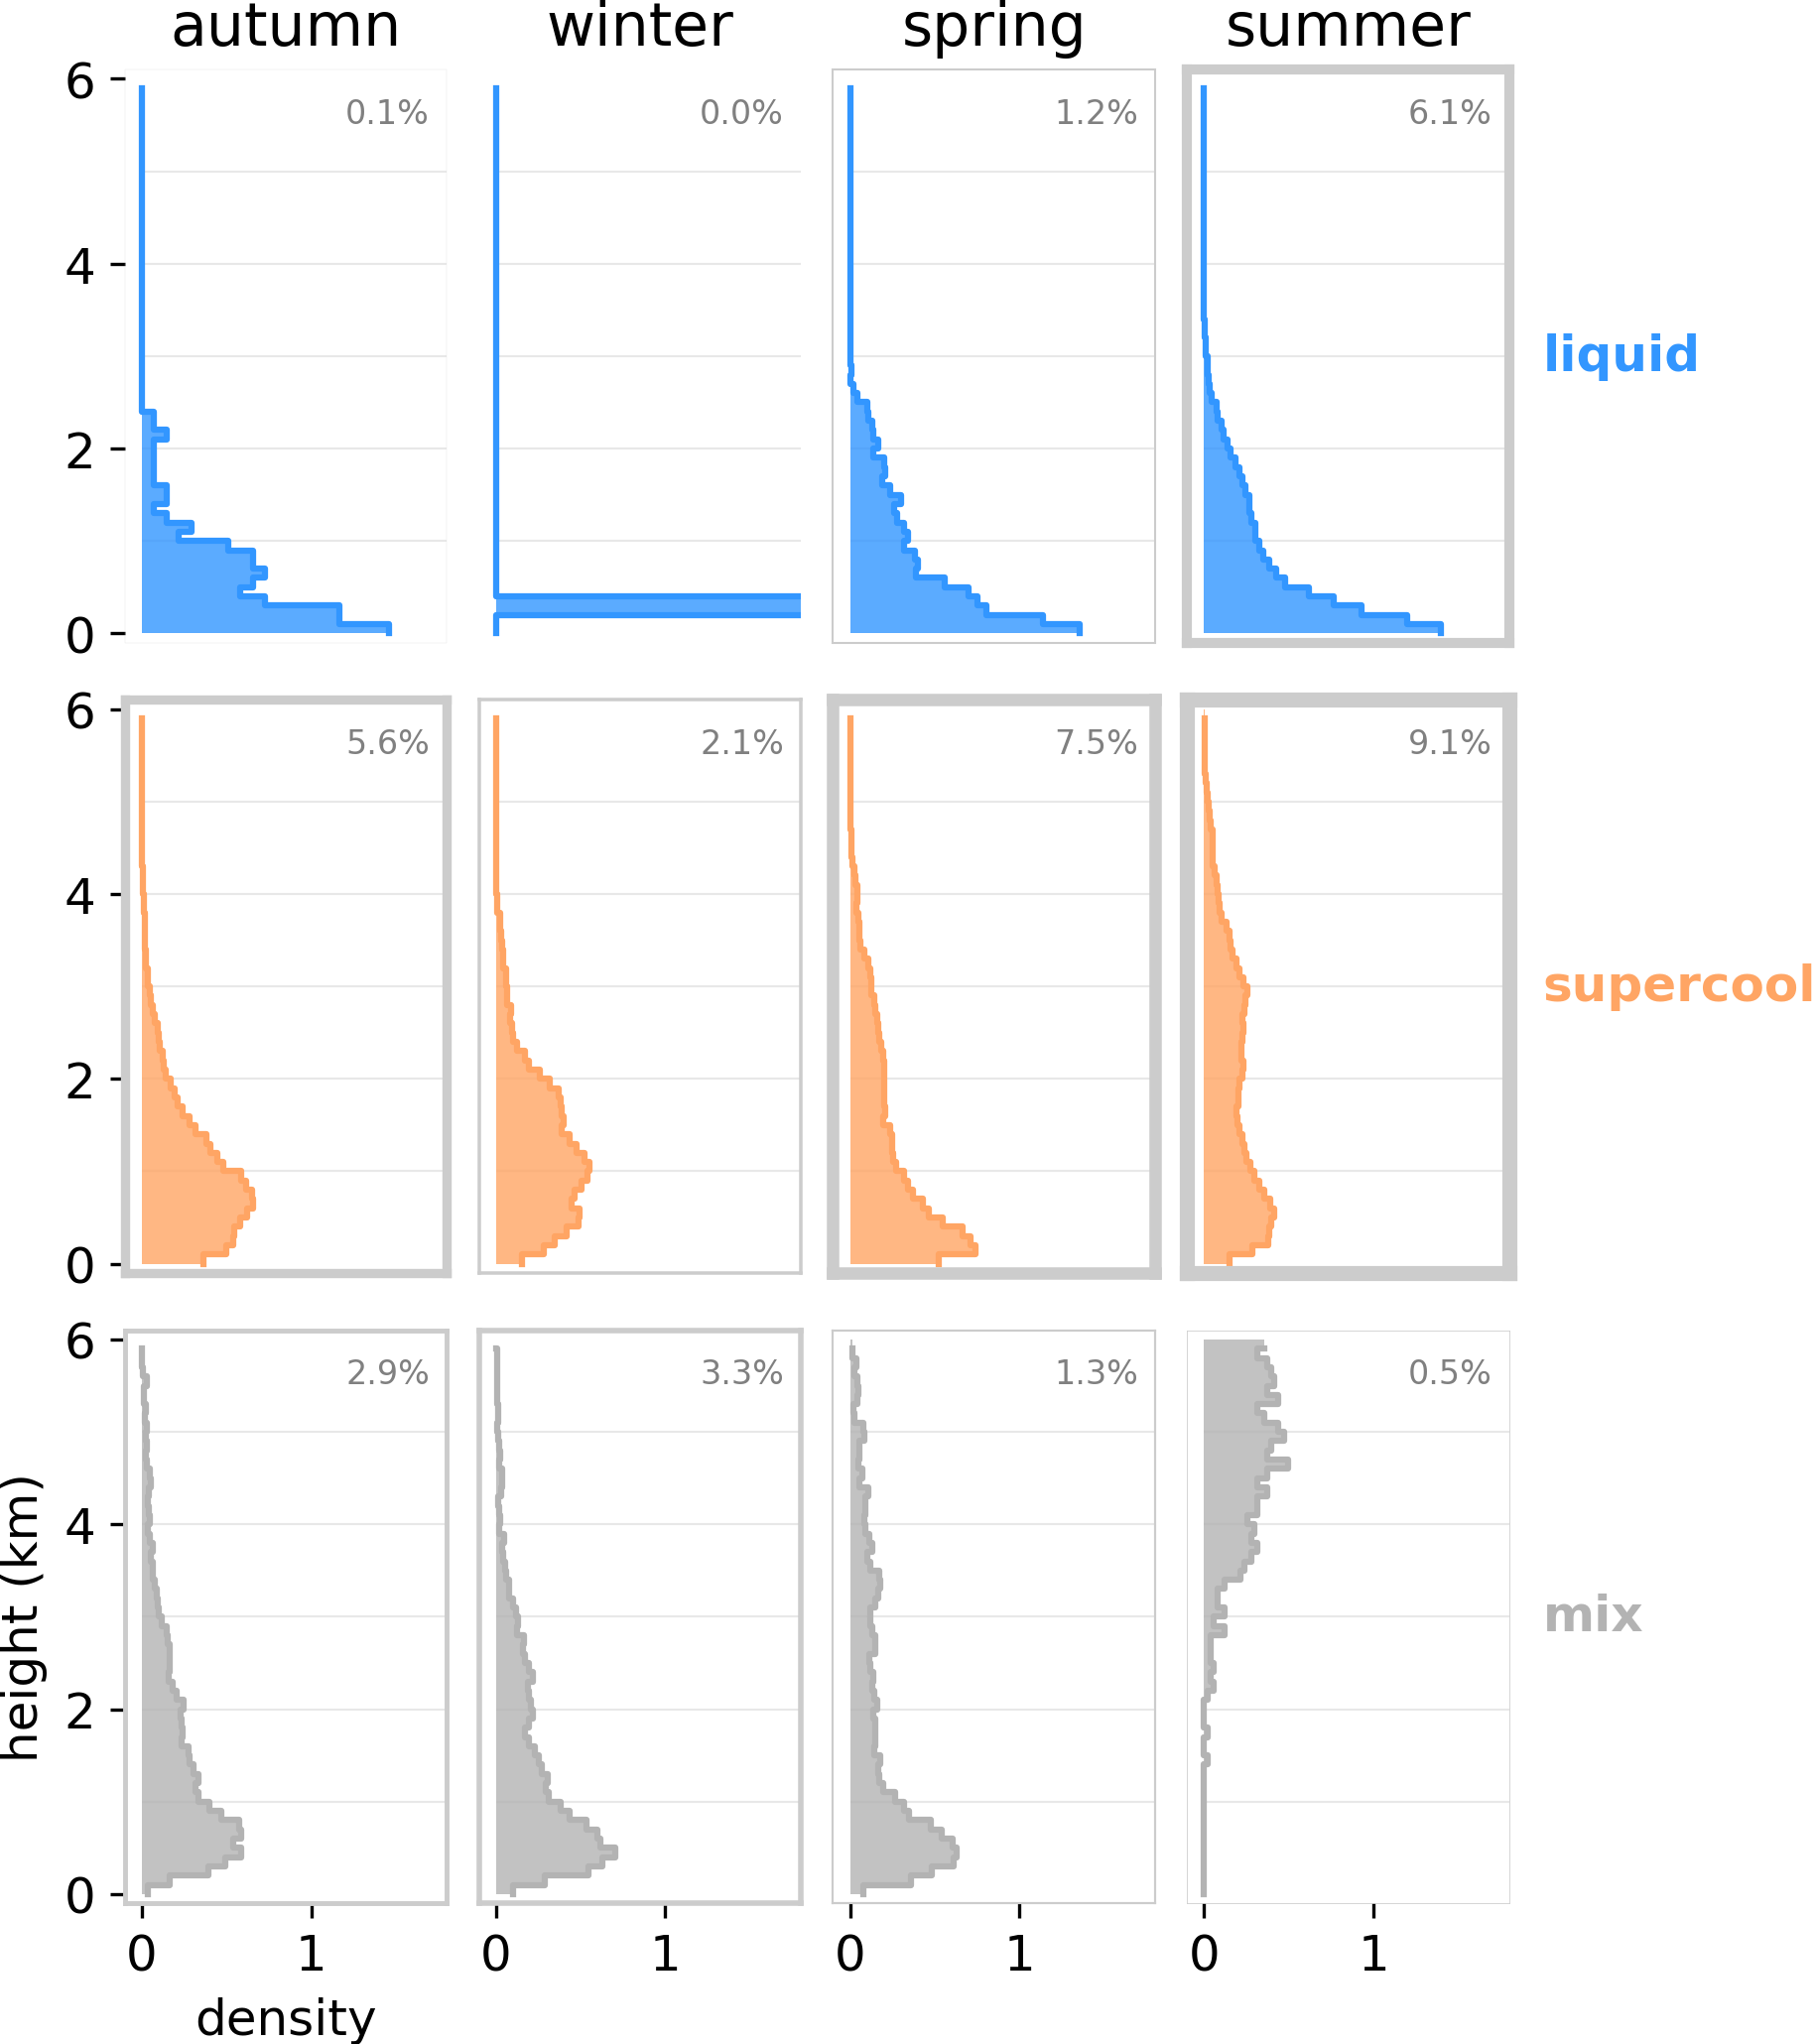 autumn winter spring summer
6 0.1% 0.0% 1.2% 6.1%
4
liquid
2
0
6 5.6% 2.1% 7.5% 9.1%
4
supercool
2
0
6 2.9% 3.3% 1.3% 0.5%
4
mix
height (km)
2
0
0 1 0 1 0 1 0 1
density